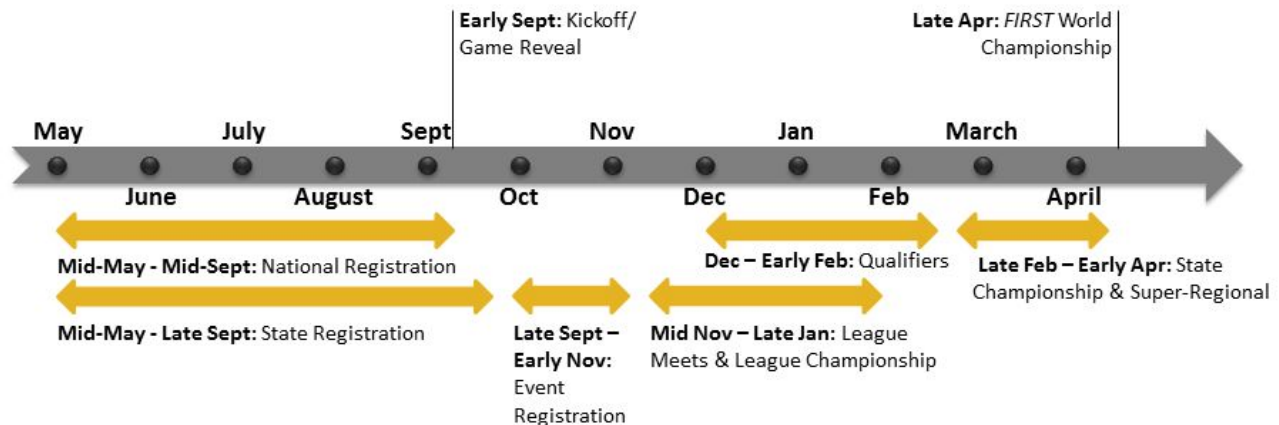 Early Sept: Kickoff/
Game Reveal
Late Apr: FIRST World
Championship
May
July
Sept
Nov
Jan
March
June
August
Oct
Dec
Feb
April
Mid-May - Mid-Sept: National Registration
Dec – Early Feb: Qualifiers
Late Feb – Early Apr: State
Championship & Super-Regional
Mid-May - Late Sept: State Registration
Late Sept –
Early Nov:
Event
Registration
Mid Nov – Late Jan: League
Meets & League Championship